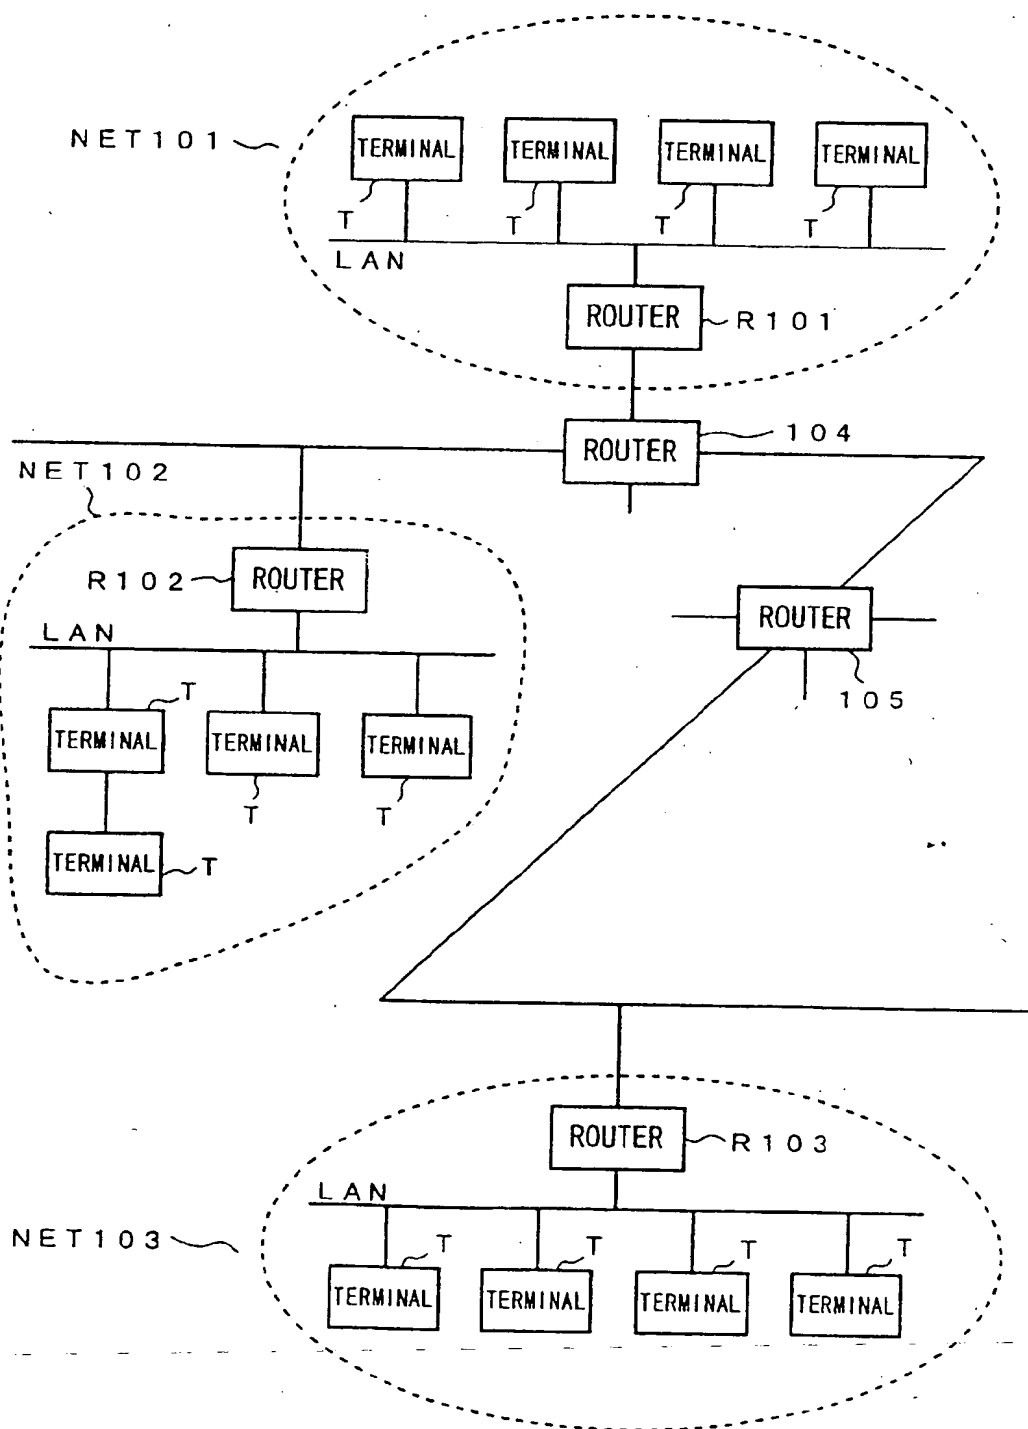 NET101
TERMINAL TERMINAL TERMINAL TERMINAL
T T T T
LAN
ROUTER R101
ROUTER 104
NET102
R102 ROUTER
ROUTER
LAN
105
T
TERMINAL TERMINAL TERMINAL
T T
TERMINAL T
ROUTER R103
LAN
NET103
T T T T
TERMINAL TERMINAL TERMINAL TERMINAL